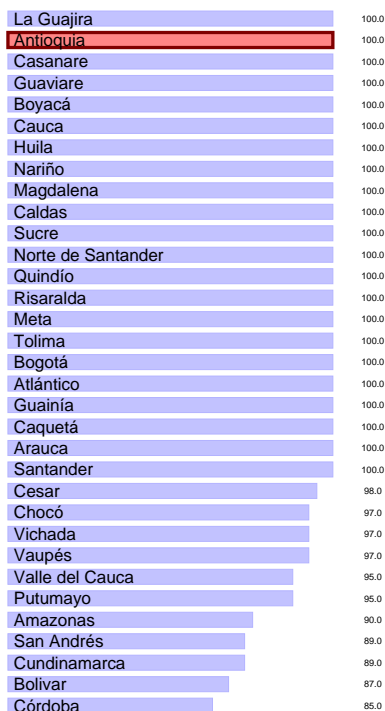 La Guajira 100.0
Antioquia 100.0
Casanare 100.0
Guaviare 100.0
Boyacá 100.0
Cauca 100.0
Huila 100.0
Nariño 100.0
Magdalena 100.0
Caldas 100.0
Sucre 100.0
Norte de Santander 100.0
Quindío 100.0
Risaralda 100.0
Meta 100.0
Tolima 100.0
Bogotá 100.0
Atlántico 100.0
Guainía 100.0
Caquetá 100.0
Arauca 100.0
Santander 100.0
Cesar 98.0
Chocó 97.0
Vichada 97.0
Vaupés 97.0
Valle del Cauca 95.0
Putumayo 95.0
Amazonas 90.0
San Andrés 89.0
Cundinamarca 89.0
Bolivar 87.0
Córdoba 85.0